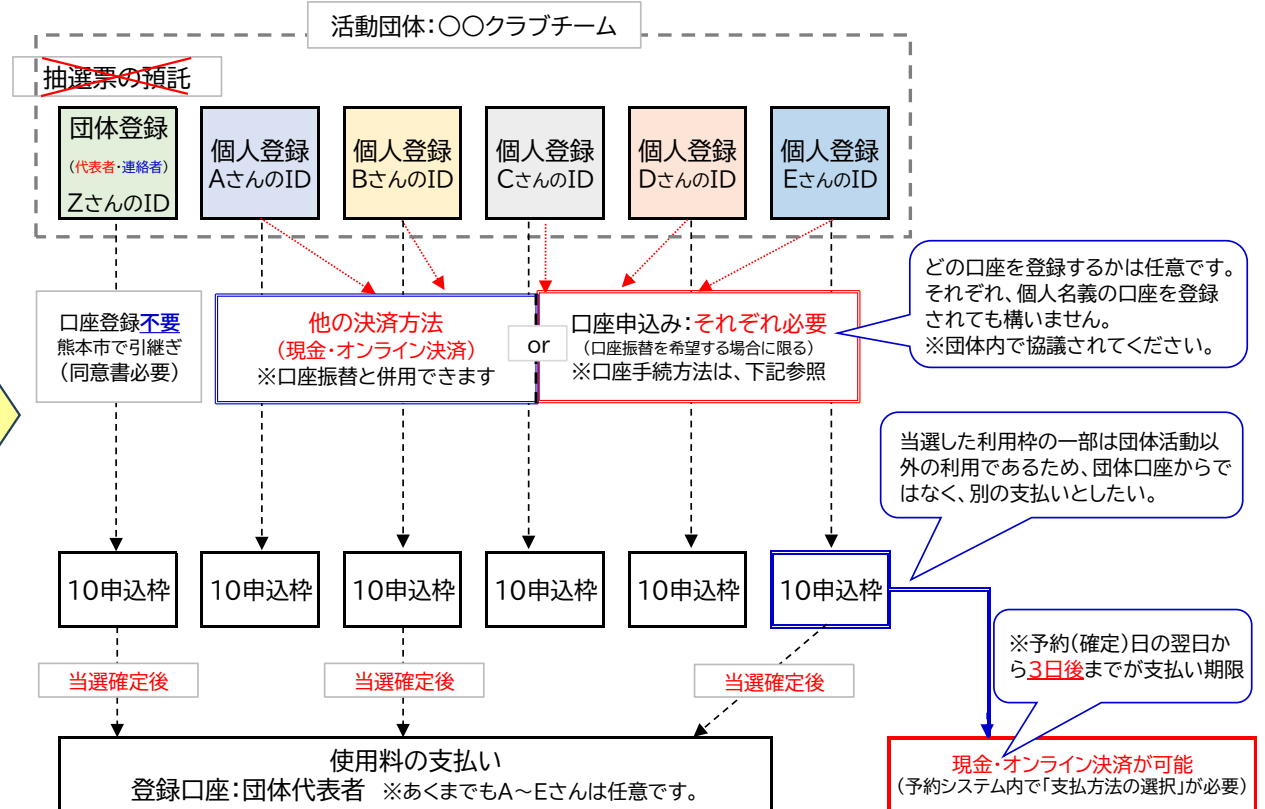 活動団体:〇〇クラブチーム
抽選票の預託
団体登録
(代表者・連絡者)
ZさんのID
個人登録
AさんのID
個人登録
BさんのID
個人登録
CさんのID
個人登録
DさんのID
個人登録
EさんのID
口座登録不要
熊本市で引継ぎ
(同意書必要)
他の決済方法
(現金・オンライン決済)
※口座振替と併用できます
or
口座申込み:それぞれ必要
(口座振替を希望する場合に限る)
※口座手続方法は、下記参照
どの口座を登録するかは任意です。
それぞれ、個人名義の口座を登録
されても構いません。
※団体内で協議されてください。
当選した利用枠の一部は団体活動以
外の利用であるため、団体口座からで
はなく、別の支払いとしたい。
10申込枠
10申込枠
10申込枠
10申込枠
10申込枠
10申込枠
※予約(確定)日の翌日か
ら3日後までが支払い期限
当選確定後
当選確定後
当選確定後
使用料の支払い
登録口座:団体代表者 ※あくまでもA~Eさんは任意です。
現金・オンライン決済が可能
(予約システム内で「支払方法の選択」が必要)